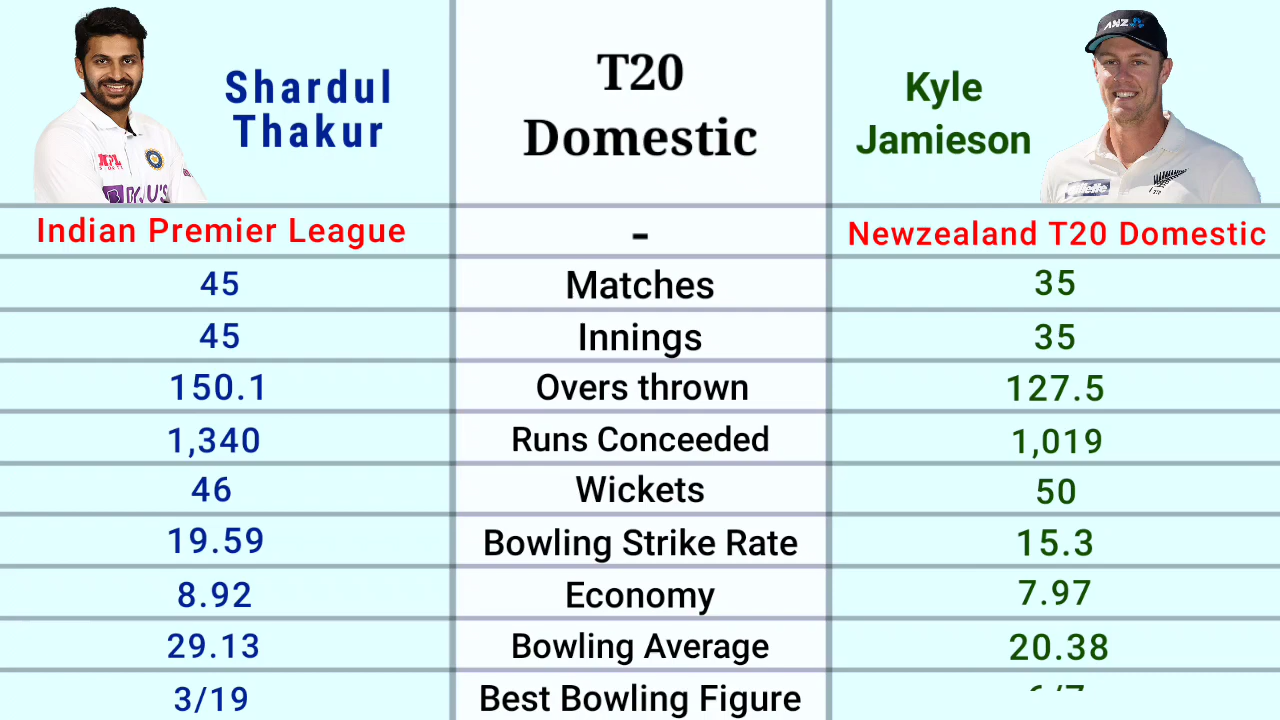 Shardul
Thakur
T20
Domestic
Kyle
Jamieson
ANZ
Indian Premier League
-
Newzealand T20 Domestic
45
Matches
35
45
Innings
35
150.1
Overs thrown
127.5
1,340
Runs Conceeded
1,019
46
Wickets
50
19.59
Bowling Strike Rate
15.3
8.92
Economy
7.97
29.13
Bowling Average
20.38
3/19
Best Bowling Figure